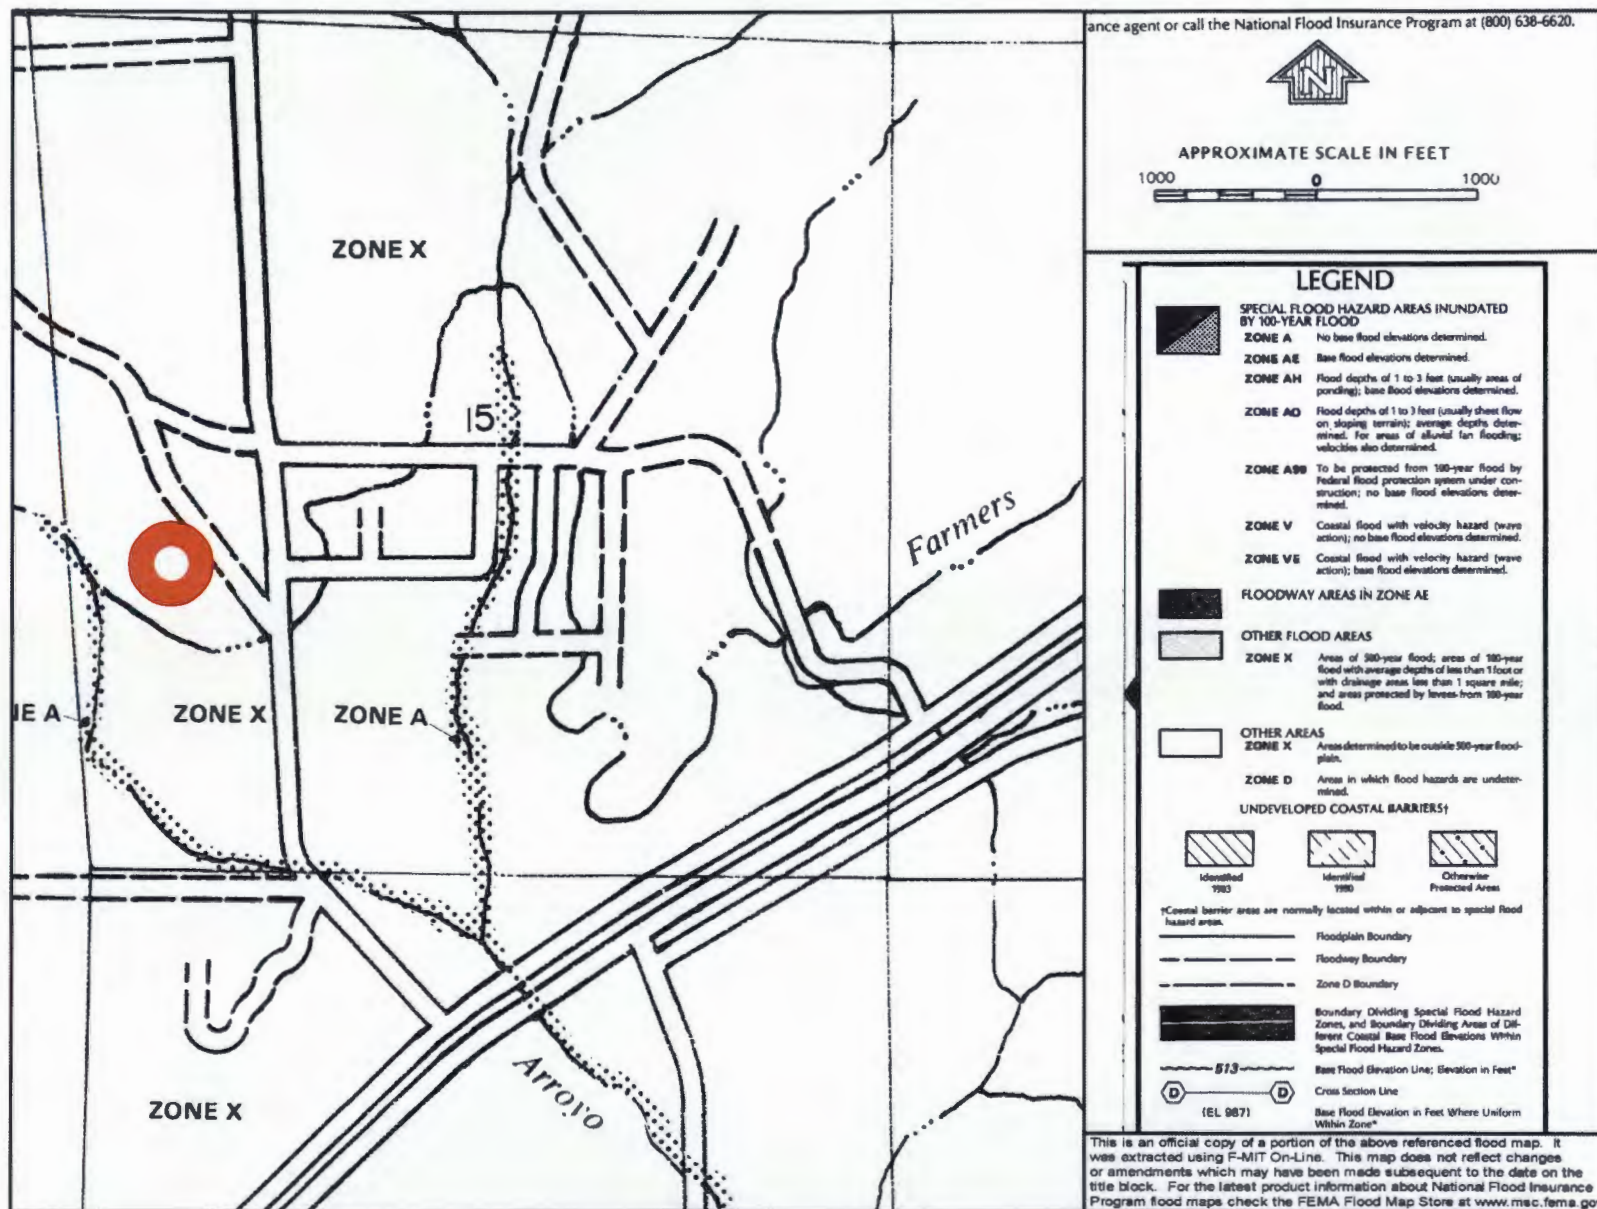 ance agent or call the National Flood Insurance Program at (800) 638-6620.
N
APPROXIMATE SCALE IN FEET
1000 0 1000
ZONE X
15
Farmers
NE A
ZONE X
ZONE A
Arroyo
ZONE X
LEGEND
SPECIAL FLOOD HAZARD AREAS INUNDATED
BY 100-YEAR FLOOD
ZONE A No base flood elevations determined.
ZONE AE Base flood elevations determined.
ZONE AH Flood depths of 1 to 3 feet (usually areas of
ponding); base flood elevations determined.
ZONE AO Flood depths of 1 to 3 feet (usually sheet flow
on sloping terrain); average depths deter-
mined. For areas of alluvial fan flooding;
velocities also determined.
ZONE A99 To be protected from 100-year flood by
Federal flood protection system under con-
struction; no base flood elevations deter-
mined.
ZONE V Coastal flood with velocity hazard (wave
action); no base flood elevations determined.
ZONE VE Coastal flood with velocity hazard (wave
action); base flood elevations determined.
FLOODWAY AREAS IN ZONE AE
OTHER FLOOD AREAS
ZONE X Areas of 500-year flood; areas of 100-year
flood with average depths of less than 1 foot or
with drainage areas less than 1 square mile;
and areas protected by levees from 100-year
flood.
OTHER AREAS
ZONE X Areas determined to be outside 500-year flood-
plain.
ZONE D Areas in which flood hazards are undeter-
mined.
UNDEVELOPED COASTAL BARRIERS†
Identified
1983
Identified
1990
Otherwise
Protected Areas
†Coastal barrier areas are normally located within or adjacent to special flood
hazard areas.
Floodplain Boundary
Floodway Boundary
Zone D Boundary
Boundary Dividing Special Flood Hazard
Zones, and Boundary Dividing Areas of Dif-
ferent Coastal Base Flood Elevations Within
Special Flood Hazard Zones.
513 Base Flood Elevation Line; Elevation in Feet*
D D Cross Section Line
(EL 987) Base Flood Elevation in Feet Where Uniform
Within Zone*
This is an official copy of a portion of the above referenced flood map. It
was extracted using F-MIT On-Line. This map does not reflect changes
or amendments which may have been made subsequent to the date on the
title block. For the latest product information about National Flood Insurance
Program flood maps check the FEMA Flood Map Store at www.msc.fema.go